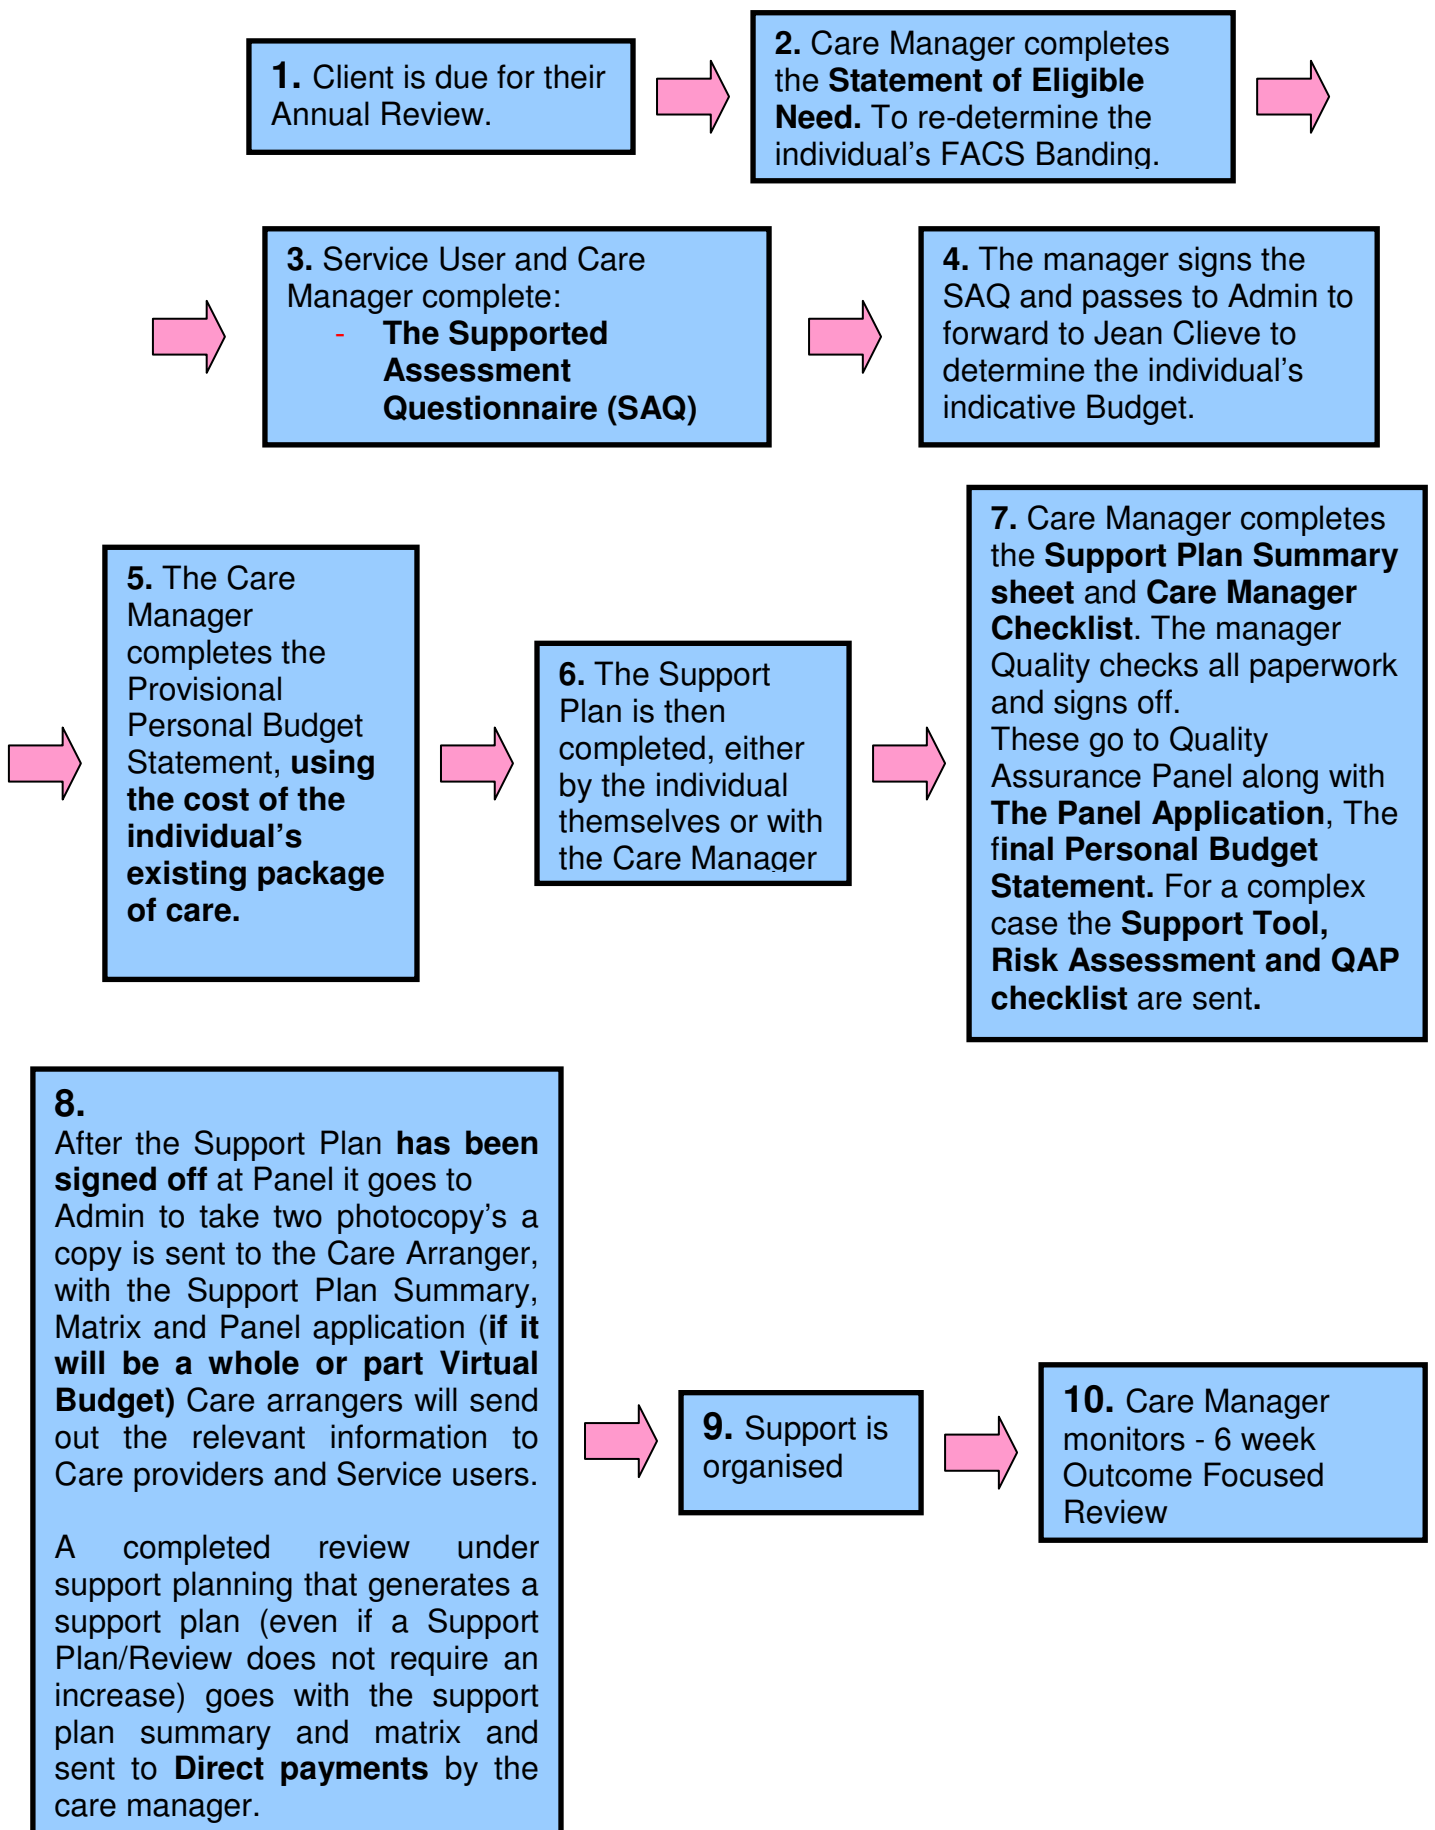 1. Client is due for their
Annual Review.
2. Care Manager completes
the Statement of Eligible
Need. To re-determine the
individual's FACS Banding.
3. Service User and Care
Manager complete:
- The Supported
Assessment
Questionnaire (SAQ)
4. The manager signs the
SAQ and passes to Admin to
forward to Jean Clieve to
determine the individual's
indicative Budget.
5. The Care
Manager
completes the
Provisional
Personal Budget
Statement, using
the cost of the
individual's
existing package
of care.
6. The Support
Plan is then
completed, either
by the individual
themselves or with
the Care Manager
7. Care Manager completes
the Support Plan Summary
sheet and Care Manager
Checklist. The manager
Quality checks all paperwork
and signs off.
These go to Quality
Assurance Panel along with
The Panel Application, The
final Personal Budget
Statement. For a complex
case the Support Tool,
Risk Assessment and QAP
checklist are sent.
8.
After the Support Plan has been
signed off at Panel it goes to
Admin to take two photocopy's a
copy is sent to the Care Arranger,
with the Support Plan Summary,
Matrix and Panel application (if it
will be a whole or part Virtual
Budget) Care arrangers will send
out the relevant information to
Care providers and Service users.
A completed review under
support planning that generates a
support plan (even if a Support
Plan/Review does not require an
increase) goes with the support
plan summary and matrix and
sent to Direct payments by the
care manager.
9. Support is
organised
10. Care Manager
monitors - 6 week
Outcome Focused
Review